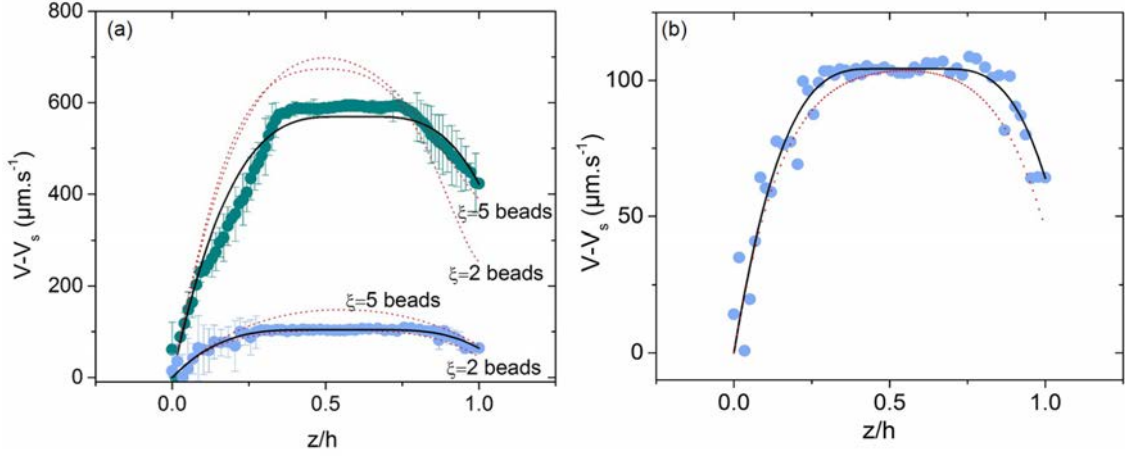 (a)
800
600
400
200
0
V-Vₛ (μm.s⁻¹)
ξ=5 beads
ξ=2 beads
ξ=5 beads
ξ=2 beads
0.0 0.5 1.0
z/h
(b)
100
50
0
V-Vₛ (μm.s⁻¹)
0.0 0.5 1.0
z/h